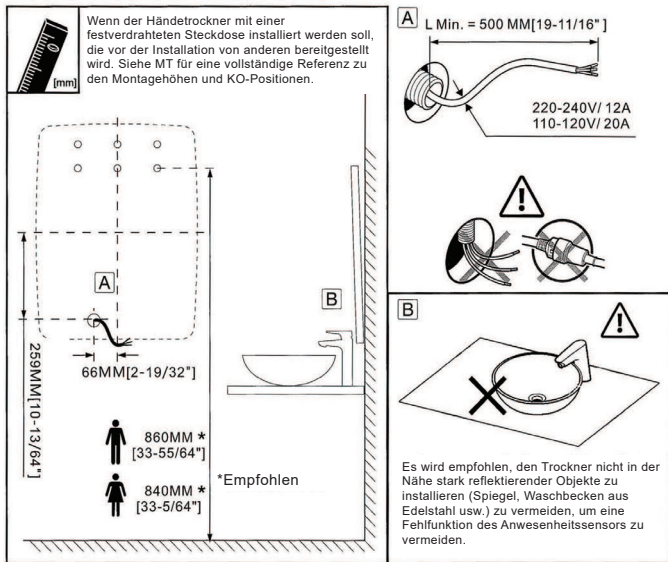 Wenn der Händetrockner mit einer
festverdrahteten Steckdose installiert werden soll,
die vor der Installation von anderen bereitgestellt
wird. Siehe MT für eine vollständige Referenz zu
den Montagehöhen und KO-Positionen.
[mm]
A
B
259MM[10-13/64"]
66MM[2-19/32"]
860MM *
[33-55/64"]
840MM *
[33-5/64"]
*Empfohlen
A
L Min. = 500 MM[19-11/16"]
220-240V/ 12A
110-120V/ 20A
B
Es wird empfohlen, den Trockner nicht in der
Nähe stark reflektierender Objekte zu
installieren (Spiegel, Waschbecken aus
Edelstahl usw.) zu vermeiden, um eine
Fehlfunktion des Anwesenheitssensors zu
vermeiden.